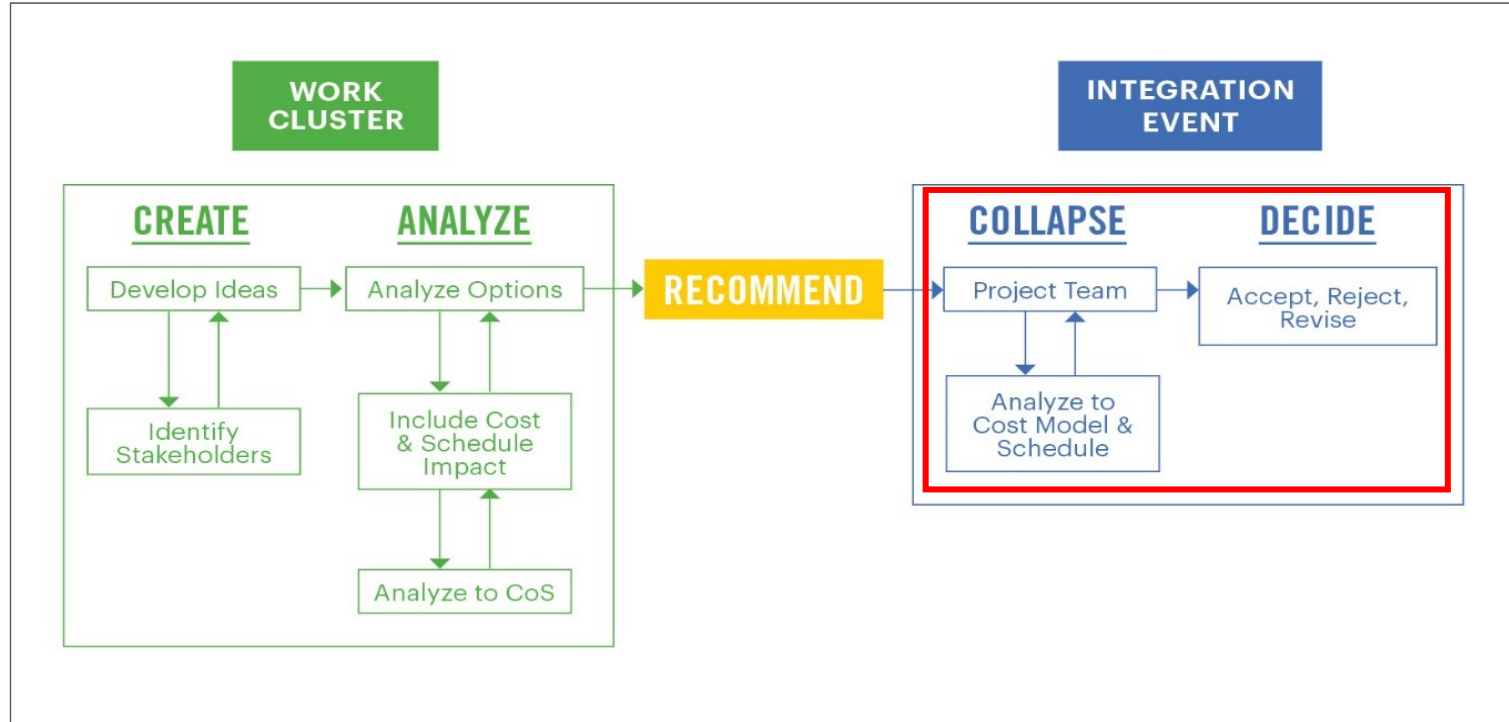 WORK
CLUSTER
INTEGRATION
EVENT
CREATE
ANALYZE
Develop Ideas
Analyze Options
Identify
Stakeholders
Include Cost
& Schedule
Impact
Analyze to CoS
RECOMMEND
COLLAPSE
DECIDE
Project Team
Accept, Reject,
Revise
Analyze to
Cost Model &
Schedule